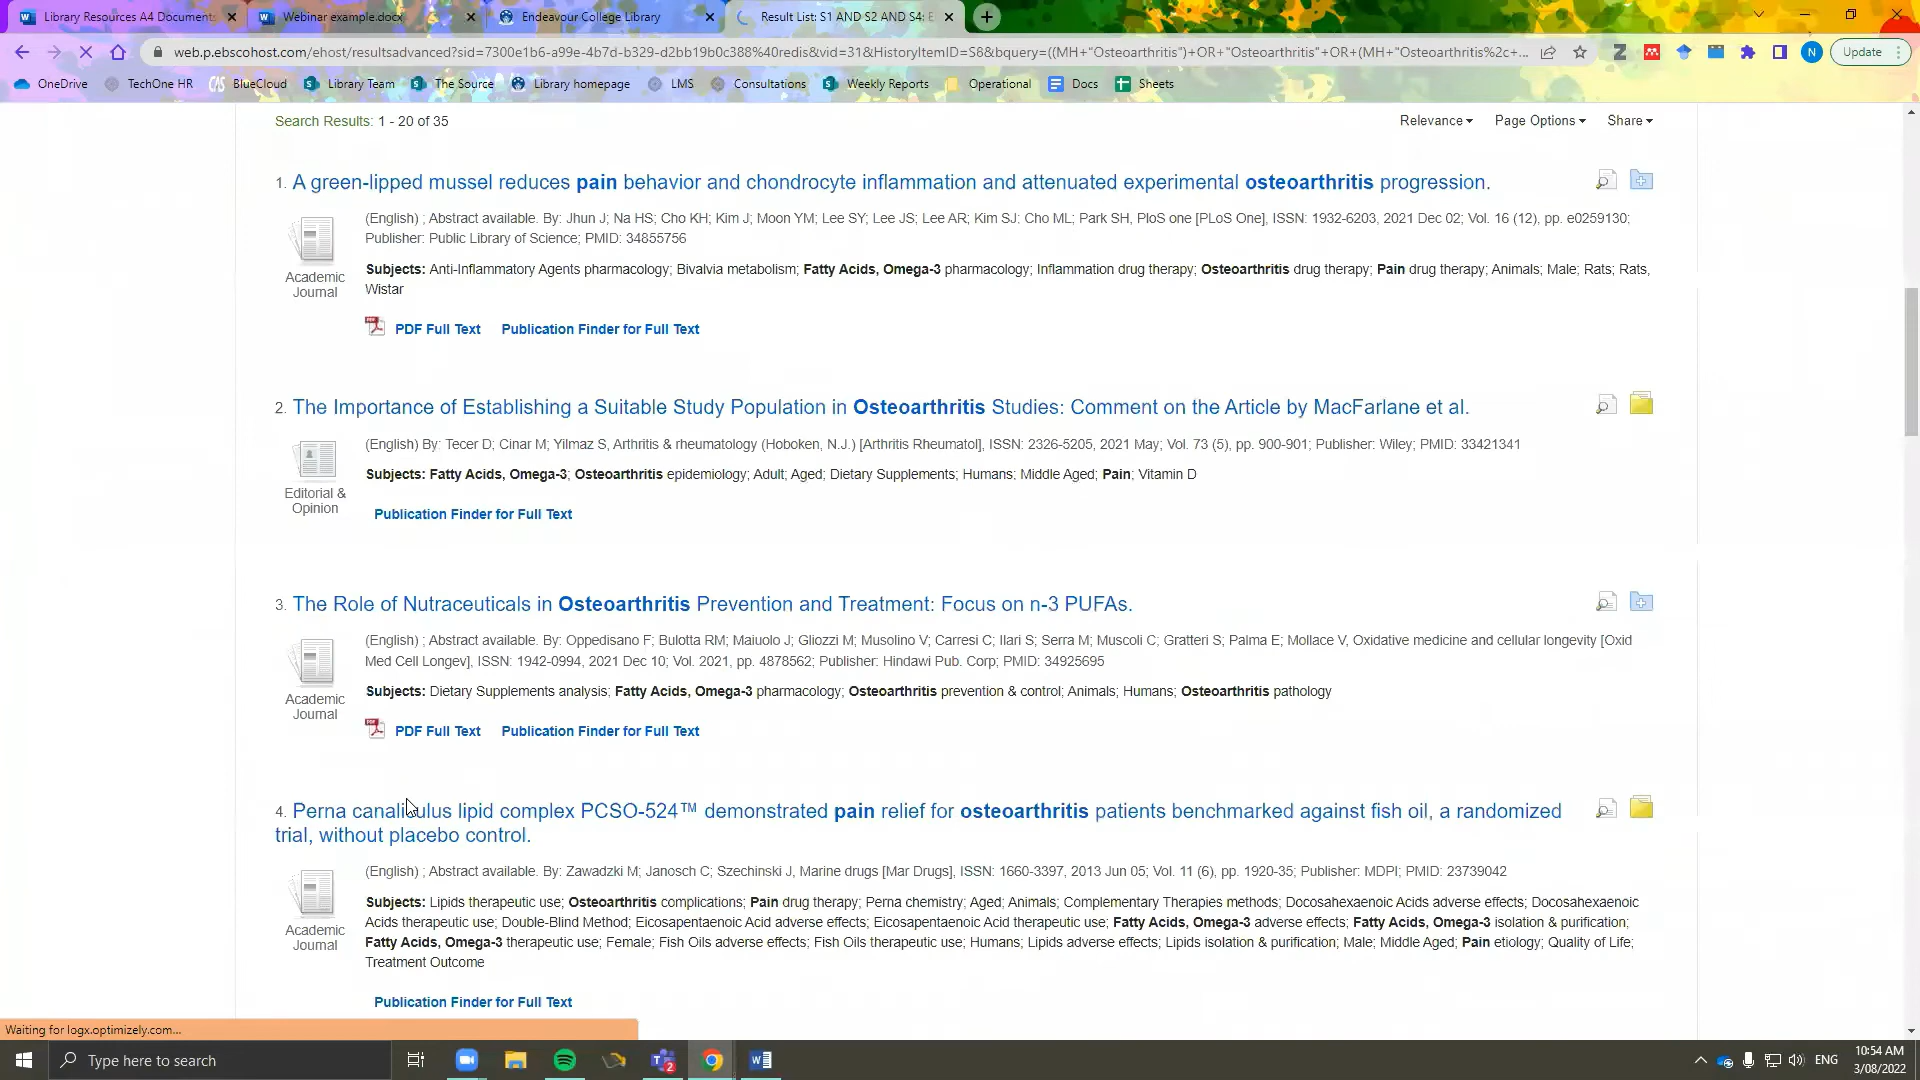 Library Resources A4 Documents
Webinar example.docx
Endeavour College Library
Result List: S1 AND S2 AND S4: E
web.p.ebscohost.com/ehost/resultsadvanced?sid=7300e1b6-a99e-4b7d-b329-d2bb19b0c388%40redis&vid=31&HistoryItemID=S6&bquery=((MH+"Osteoarthritis")+OR+"Osteoarthritis"+OR+(MH+"Osteoarthritis%2c+...
Update
OneDrive
TechOne HR
BlueCloud
Library Team
The Source
Library homepage
LMS
Consultations
Weekly Reports
Operational
Docs
Sheets
Search Results: 1 - 20 of 35
Relevance
Page Options
Share
1. A green-lipped mussel reduces pain behavior and chondrocyte inflammation and attenuated experimental osteoarthritis progression.
(English) ; Abstract available. By: Jhun J; Na HS; Cho KH; Kim J; Moon YM; Lee SY; Lee JS; Lee AR; Kim SJ; Cho ML; Park SH, PloS one [PLoS One], ISSN: 1932-6203, 2021 Dec 02; Vol. 16 (12), pp. e0259130;
Publisher: Public Library of Science; PMID: 34855756
Academic
Journal
Subjects: Anti-Inflammatory Agents pharmacology; Bivalvia metabolism; Fatty Acids, Omega-3 pharmacology; Inflammation drug therapy; Osteoarthritis drug therapy; Pain drug therapy; Animals; Male; Rats; Rats,
Wistar
PDF Full Text
Publication Finder for Full Text
2. The Importance of Establishing a Suitable Study Population in Osteoarthritis Studies: Comment on the Article by MacFarlane et al.
(English) By: Tecer D; Cinar M; Yilmaz S, Arthritis & rheumatology (Hoboken, N.J.) [Arthritis Rheumatol], ISSN: 2326-5205, 2021 May; Vol. 73 (5), pp. 900-901; Publisher: Wiley; PMID: 33421341
Subjects: Fatty Acids, Omega-3; Osteoarthritis epidemiology; Adult; Aged; Dietary Supplements; Humans; Middle Aged; Pain; Vitamin D
Editorial &
Opinion
Publication Finder for Full Text
3. The Role of Nutraceuticals in Osteoarthritis Prevention and Treatment: Focus on n-3 PUFAs.
(English) ; Abstract available. By: Oppedisano F; Bulotta RM; Maiuolo J; Gliozzi M; Musolino V; Carresi C; Ilari S; Serra M; Muscoli C; Gratteri S; Palma E; Mollace V, Oxidative medicine and cellular longevity [Oxid
Med Cell Longev], ISSN: 1942-0994, 2021 Dec 10; Vol. 2021, pp. 4878562; Publisher: Hindawi Pub. Corp; PMID: 34925695
Subjects: Dietary Supplements analysis; Fatty Acids, Omega-3 pharmacology; Osteoarthritis prevention & control; Animals; Humans; Osteoarthritis pathology
Academic
Journal
PDF Full Text
Publication Finder for Full Text
4. Perna canaliculus lipid complex PCSO-524™ demonstrated pain relief for osteoarthritis patients benchmarked against fish oil, a randomized
trial, without placebo control.
(English) ; Abstract available. By: Zawadzki M; Janosch C; Szechinski J, Marine drugs [Mar Drugs], ISSN: 1660-3397, 2013 Jun 05; Vol. 11 (6), pp. 1920-35; Publisher: MDPI; PMID: 23739042
Subjects: Lipids therapeutic use; Osteoarthritis complications; Pain drug therapy; Perna chemistry; Aged; Animals; Complementary Therapies methods; Docosahexaenoic Acids adverse effects; Docosahexaenoic
Acids therapeutic use; Double-Blind Method; Eicosapentaenoic Acid adverse effects; Eicosapentaenoic Acid therapeutic use; Fatty Acids, Omega-3 adverse effects; Fatty Acids, Omega-3 isolation & purification;
Fatty Acids, Omega-3 therapeutic use; Female; Fish Oils adverse effects; Fish Oils therapeutic use; Humans; Lipids adverse effects; Lipids isolation & purification; Male; Middle Aged; Pain etiology; Quality of Life;
Treatment Outcome
Academic
Journal
Publication Finder for Full Text
Waiting for logx.optimizely.com...
Type here to search
2
ENG
10:54 AM
3/08/2022